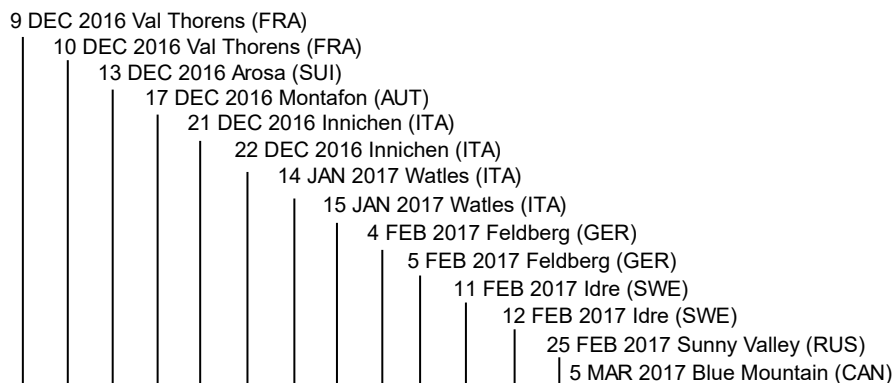 9 DEC 2016 Val Thorens (FRA)
10 DEC 2016 Val Thorens (FRA)
13 DEC 2016 Arosa (SUI)
17 DEC 2016 Montafon (AUT)
21 DEC 2016 Innichen (ITA)
22 DEC 2016 Innichen (ITA)
14 JAN 2017 Watles (ITA)
15 JAN 2017 Watles (ITA)
4 FEB 2017 Feldberg (GER)
5 FEB 2017 Feldberg (GER)
11 FEB 2017 Idre (SWE)
12 FEB 2017 Idre (SWE)
25 FEB 2017 Sunny Valley (RUS)
5 MAR 2017 Blue Mountain (CAN)